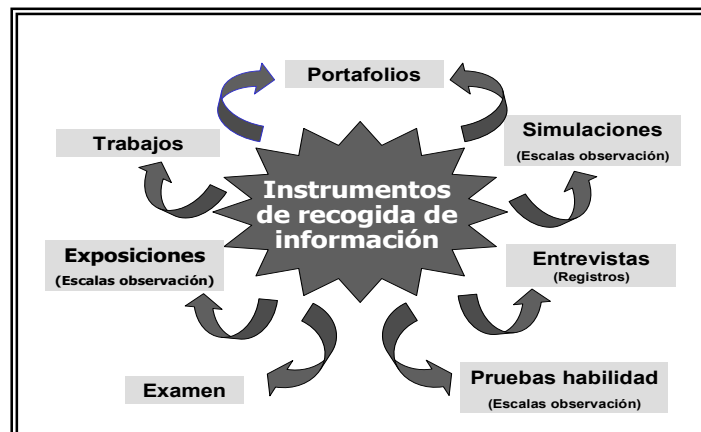 Portafolios
Trabajos
Simulaciones
(Escalas observación)
Instrumentos
de recogida de
información
Exposiciones
(Escalas observación)
Entrevistas
(Registros)
Examen
Pruebas habilidad
(Escalas observación)